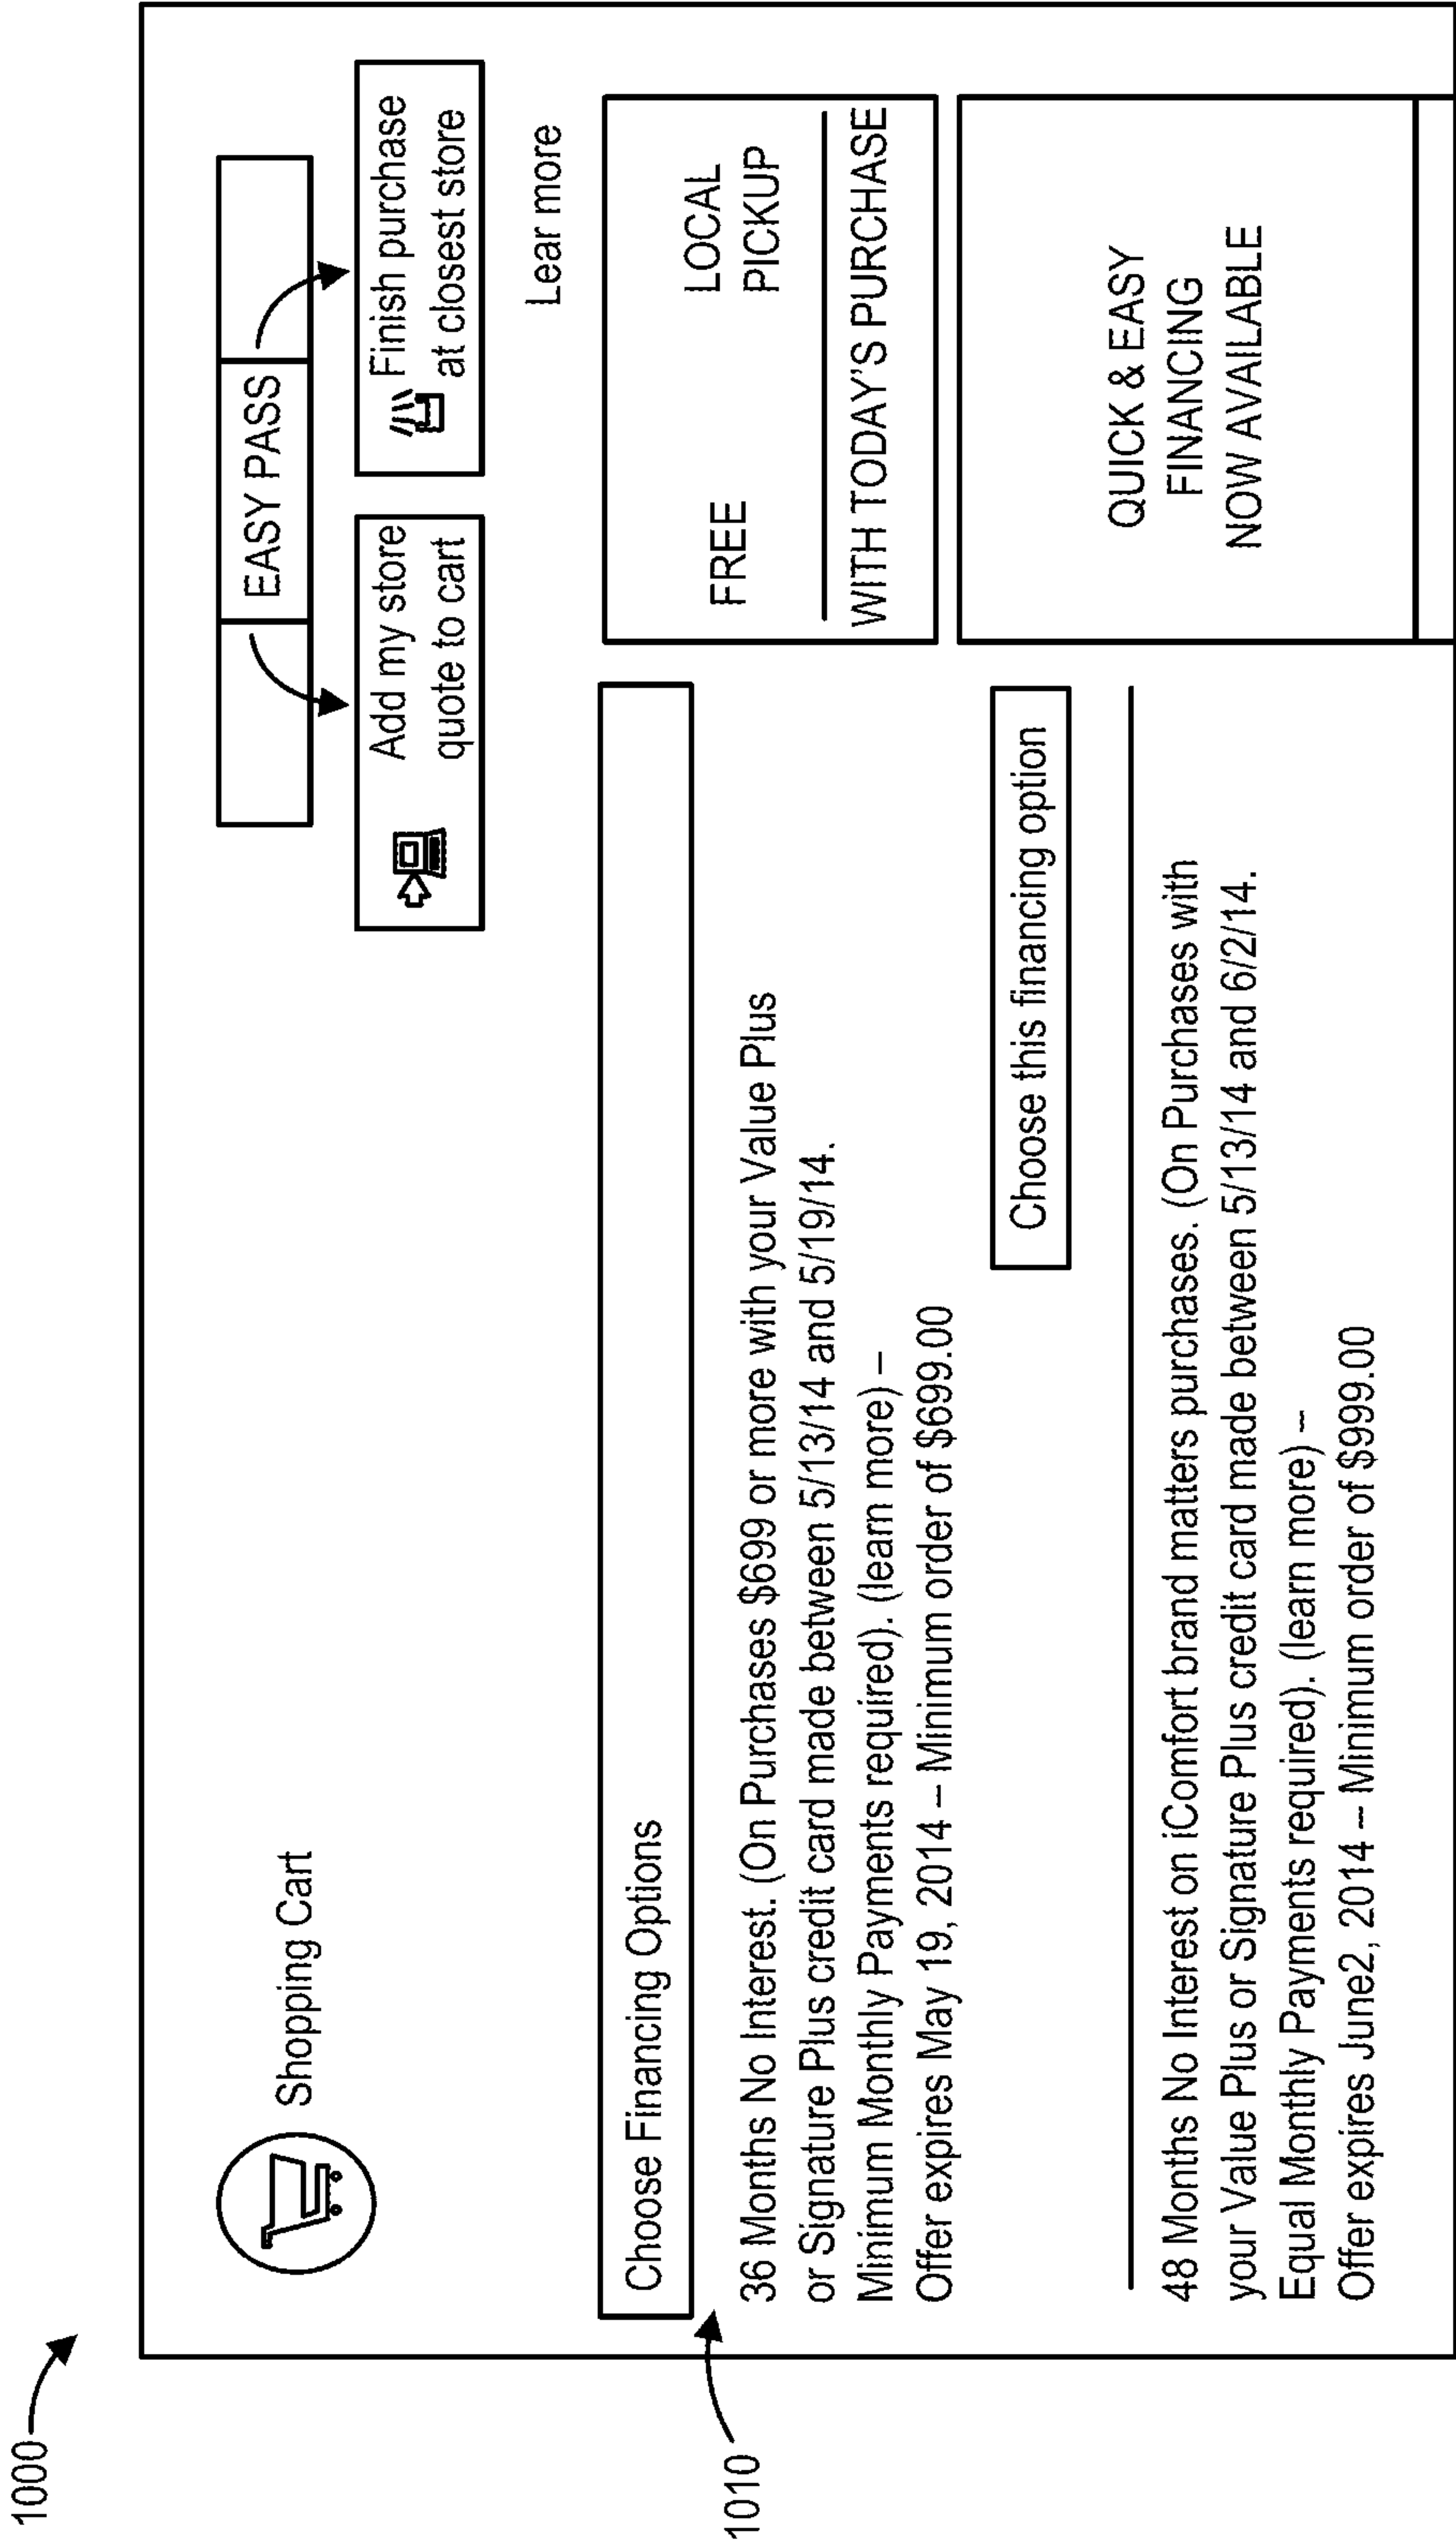 1000
Shopping Cart
EASY PASS
Add my store
quote to cart
Finish purchase
at closest store
Lear more
1010
Choose Financing Options
36 Months No Interest. (On Purchases $699 or more with your Value Plus
or Signature Plus credit card made between 5/13/14 and 5/19/14.
Minimum Monthly Payments required). (learn more) –
Offer expires May 19, 2014 – Minimum order of $699.00
Choose this financing option
48 Months No Interest on iComfort brand matters purchases. (On Purchases with
your Value Plus or Signature Plus credit card made between 5/13/14 and 6/2/14.
Equal Monthly Payments required). (learn more) –
Offer expires June2, 2014 – Minimum order of $999.00
FREE
LOCAL
PICKUP
WITH TODAY'S PURCHASE
QUICK & EASY
FINANCING
NOW AVAILABLE